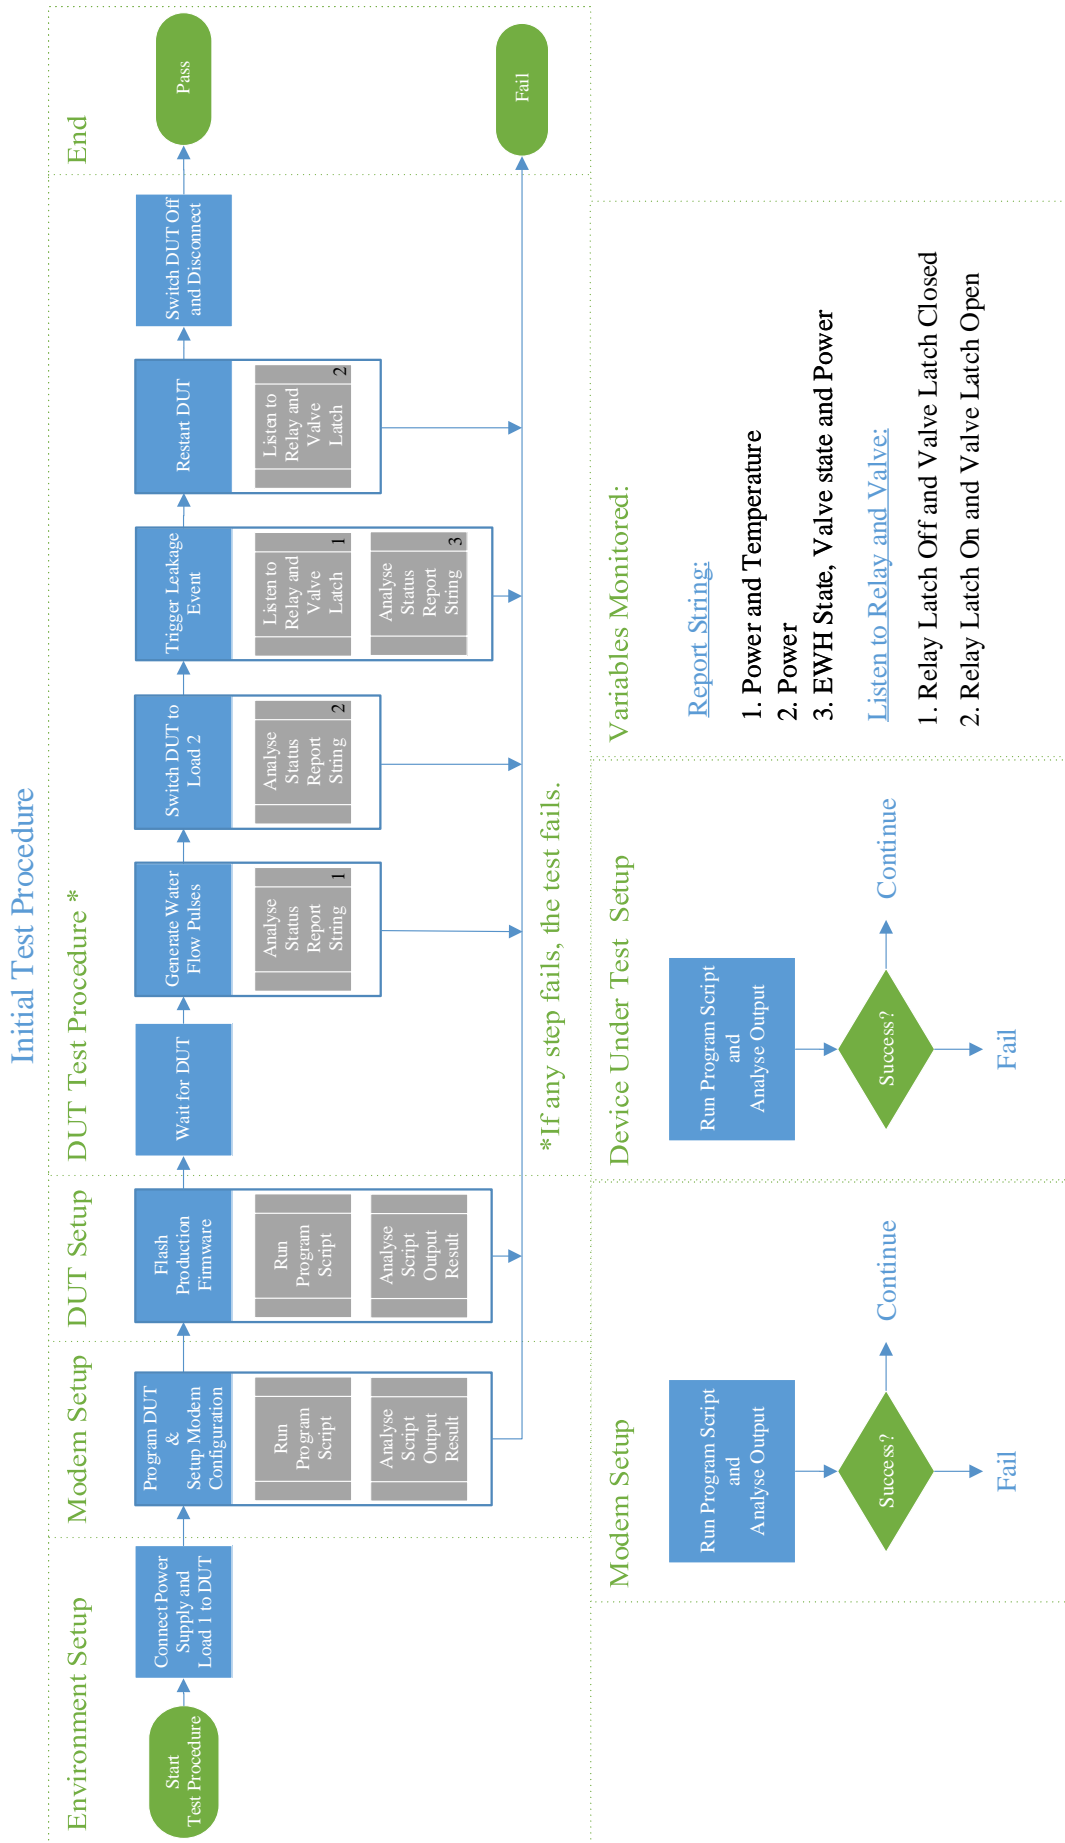 Initial Test Procedure
Environment Setup
Modem Setup
DUT Setup
DUT Test Procedure *
End
Start
Test Procedure
Connect Power
Supply and
Load 1 to DUT
Program DUT
&
Setup Modem
Configuration
Run
Program
Script
Analyse
Script
Output
Result
Flash
Production
Firmware
Run
Program
Script
Analyse
Script
Output
Result
Wait for DUT
Generate Water
Flow Pulses
Analyse
Status
Report
String
1
Switch DUT to
Load 2
Analyse
Status
Report
String
2
Trigger Leakage
Event
Listen to
Relay and
Valve
Latch
1
Analyse
Status
Report
String
3
Restart DUT
Listen to
Relay and
Valve
Latch
2
Switch DUT Off
and Disconnect
Pass
Fail
*If any step fails, the test fails.
Modem Setup
Run Program Script
and
Analyse Output
Success?
Continue
Fail
Device Under Test Setup
Run Program Script
and
Analyse Output
Success?
Continue
Fail
Variables Monitored:
Report String:
1. Power and Temperature
2. Power
3. EWH State, Valve state and Power
Listen to Relay and Valve:
1. Relay Latch Off and Valve Latch Closed
2. Relay Latch On and Valve Latch Open